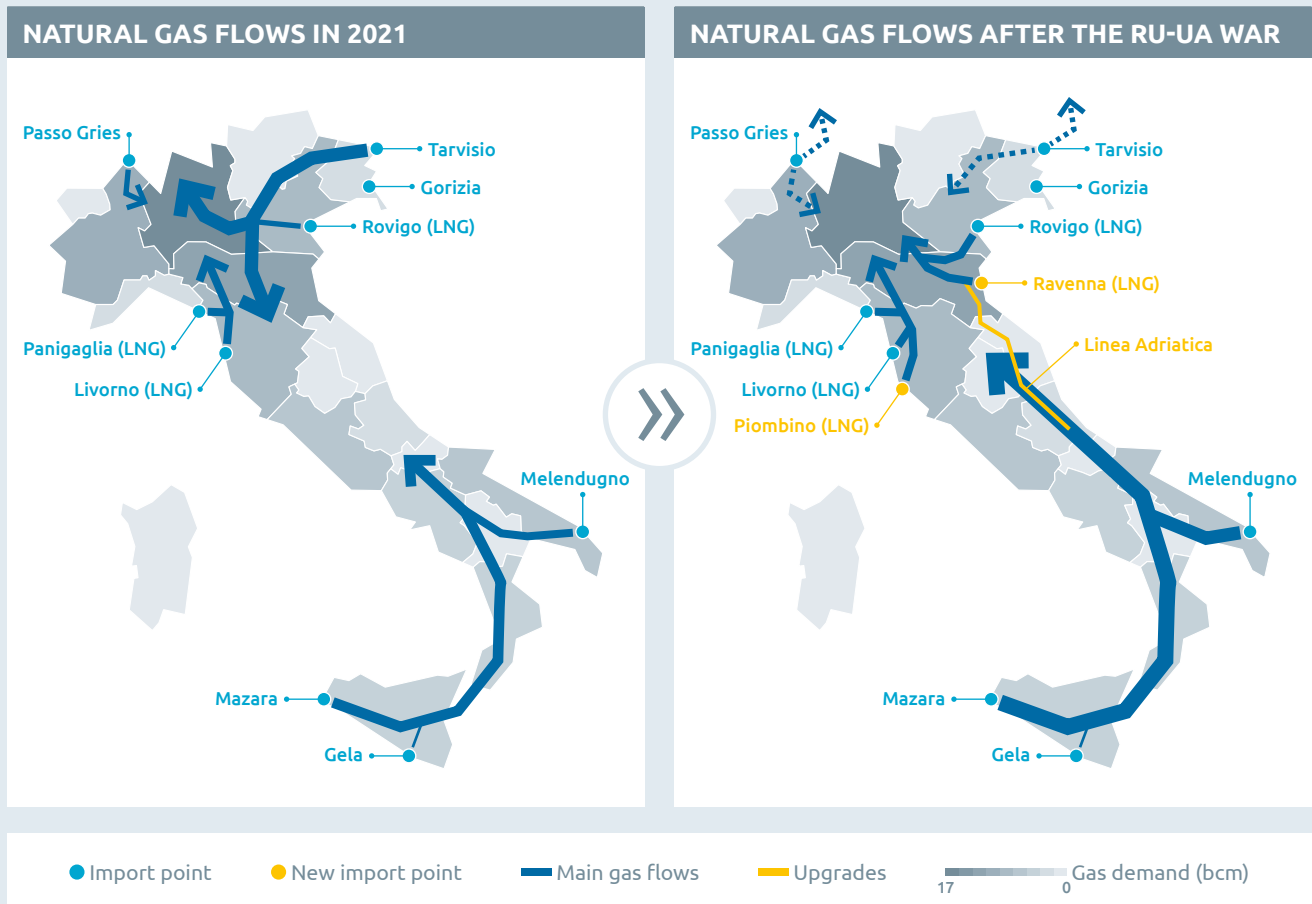 NATURAL GAS FLOWS IN 2021
Passo Gries
Tarvisio
Gorizia
Rovigo (LNG)
Panigaglia (LNG)
Livorno (LNG)
Melendugno
Mazara
Gela
NATURAL GAS FLOWS AFTER THE RU-UA WAR
Passo Gries
Tarvisio
Gorizia
Rovigo (LNG)
Ravenna (LNG)
Panigaglia (LNG)
Linea Adriatica
Livorno (LNG)
Piombino (LNG)
Melendugno
Mazara
Gela
Import point
New import point
Main gas flows
Upgrades
17 0 Gas demand (bcm)